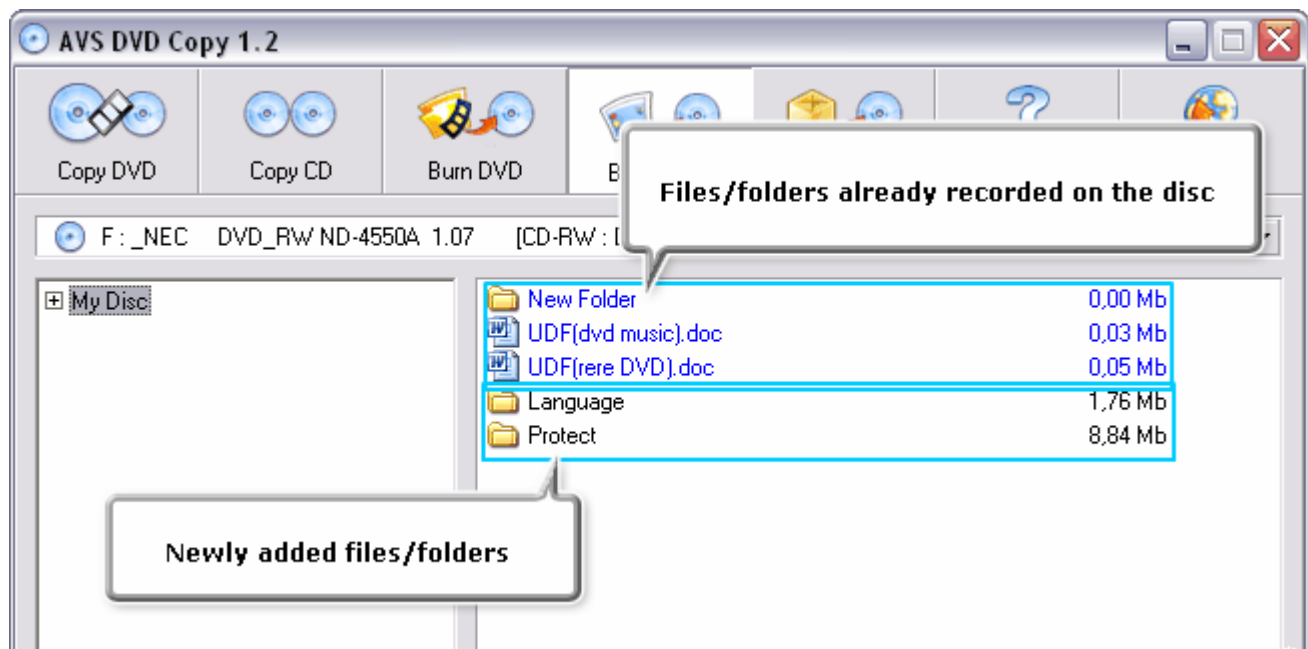 AVS DVD Copy 1.2
Copy DVD
Copy CD
Burn DVD
Files/folders already recorded on the disc
F: _NEC DVD_RW ND-4550A 1.07 [CD-RW :
My Disc
New Folder 0,00 Mb
UDF(dvd music).doc 0,03 Mb
UDF(rere DVD).doc 0,05 Mb
Language 1,76 Mb
Protect 8,84 Mb
Newly added files/folders